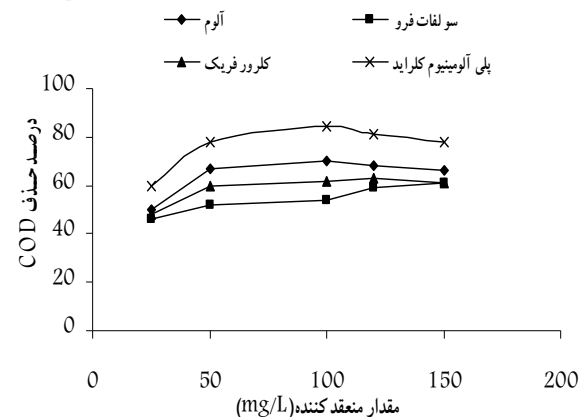 آلوم سولفات فرو
کلرور فریک پلی آلومینیوم کلراید
100
80
60
40
20
0
درصد حذف COD
0 50 100 150 200
مقدار منعقد کننده (mg/L)